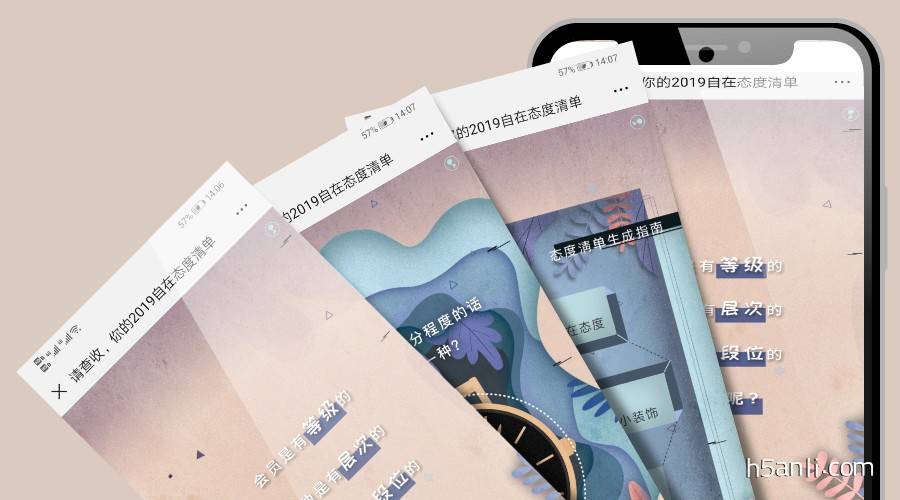 57% 14:06
请查收，你的2019自在态度清单
会员是有等级的
是有层次的
段位的
57% 14:07
的2019自在态度清单
分程度的话
一种？
57% 14:07
的2019自在态度清单
态度清单生成指南
在态度
小装饰
你的2019自在态度清单
有等级的
有层次的
段位的
呢？
h5anli.com